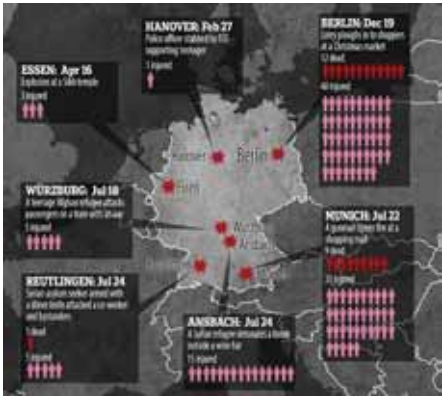 HANOVER: Feb 27
Police officer stabbed by ISIS
supporting teenager
1 injured
BERLIN: Dec 19
Lorry ploughs in to shoppers
at a Christmas market
12 dead
48 injured
ESSEN: Apr 16
Explosion at a Sikh temple
3 injured
Hanover
Berlin
Essen
WÜRZBURG: Jul 18
A teenage Afghan refugee attacks
passengers on a train with an axe
5 injured
MUNICH: Jul 22
A gunman opens fire at a
shopping mall
9 dead
REUTLINGEN: Jul 24
Syrian asylum seeker armed with
a
attacked a co-worker
and bystanders
1 dead
5 injured
ANSBACH: Jul 24
A Syrian refugee detonates a bomb
outside a wine bar
15 injured